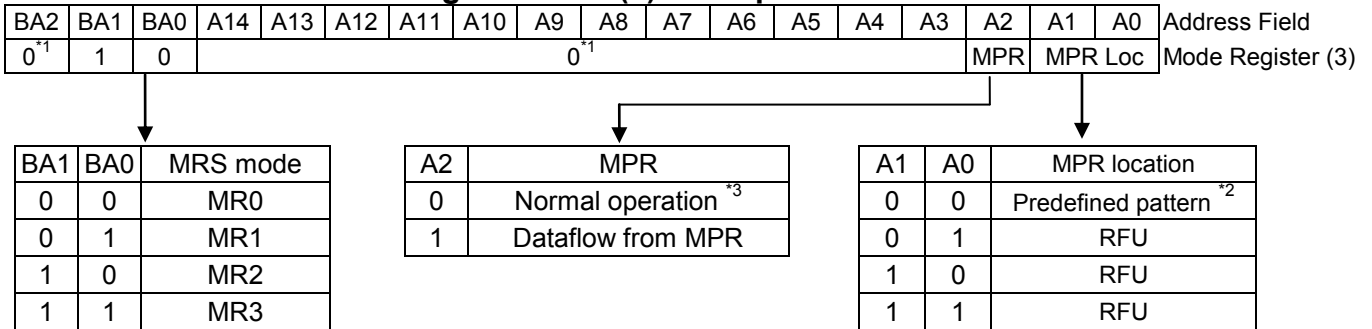 BA2 BA1 BA0 A14 A13 A12 A11 A10 A9 A8 A7 A6 A5 A4 A3 A2 A1 A0 Address Field
0*1 1 0 0*1 MPR MPR Loc Mode Register (3)
BA1 BA0 MRS mode
0 0 MR0
0 1 MR1
1 0 MR2
1 1 MR3
A2 MPR
0 Normal operation *3
1 Dataflow from MPR
A1 A0 MPR location
0 0 Predefined pattern *2
0 1 RFU
1 0 RFU
1 1 RFU